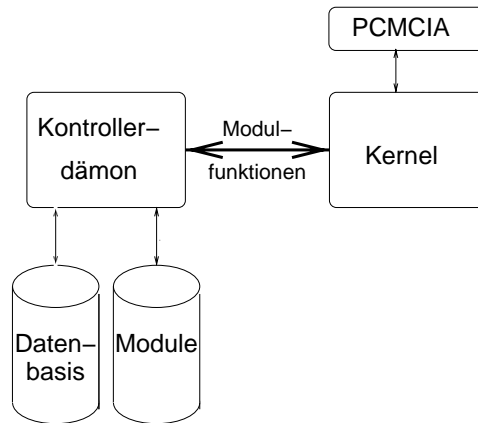 PCMCIA
Kontroller−
dämon
Modul−
funktionen
Kernel
Daten-
basis
Module